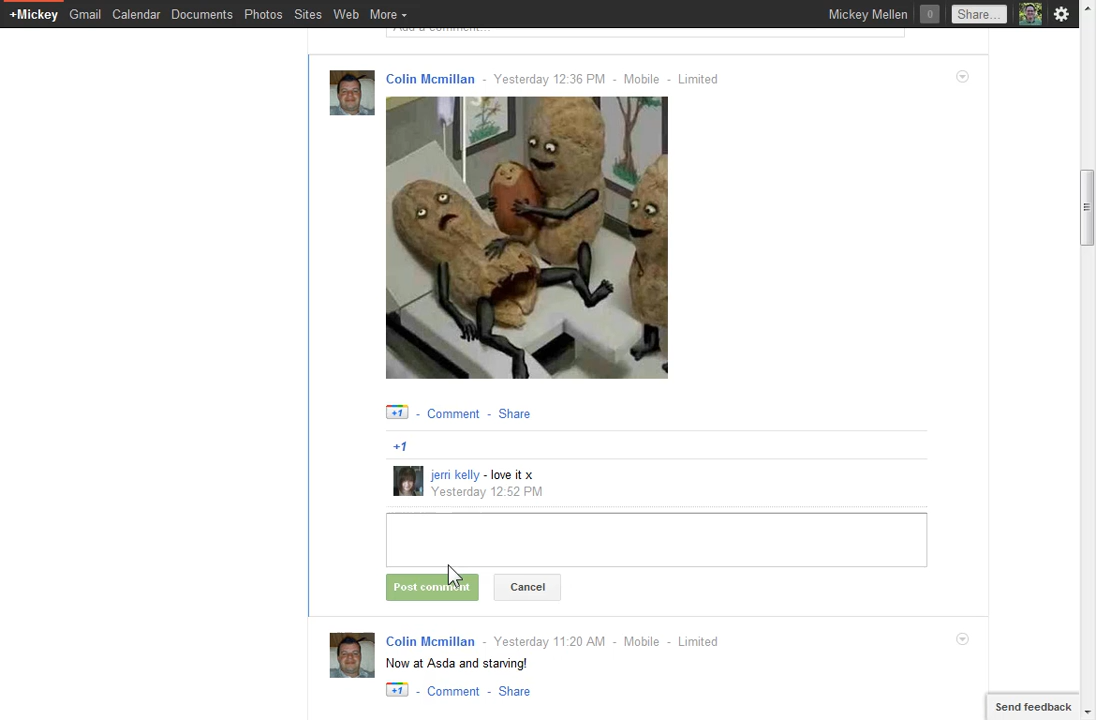 +Mickey Gmail Calendar Documents Photos Sites Web More Mickey Mellen 0 Share...
Add a comment...
Colin Mcmillan - Yesterday 12:36 PM - Mobile - Limited
+1 - Comment - Share
+1
jerri kelly - love it x
Yesterday 12:52 PM
Post comment Cancel
Colin Mcmillan - Yesterday 11:20 AM - Mobile - Limited
Now at Asda and starving!
+1 - Comment - Share
Send feedback